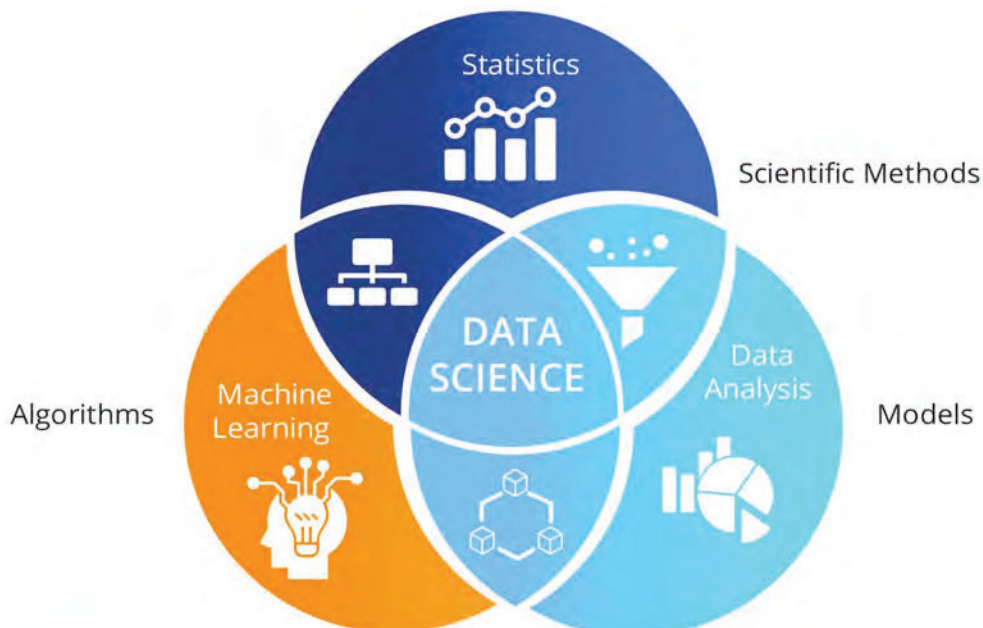 Statistics
Scientific Methods
DATA
SCIENCE
Data
Analysis
Machine
Learning
Algorithms
Models